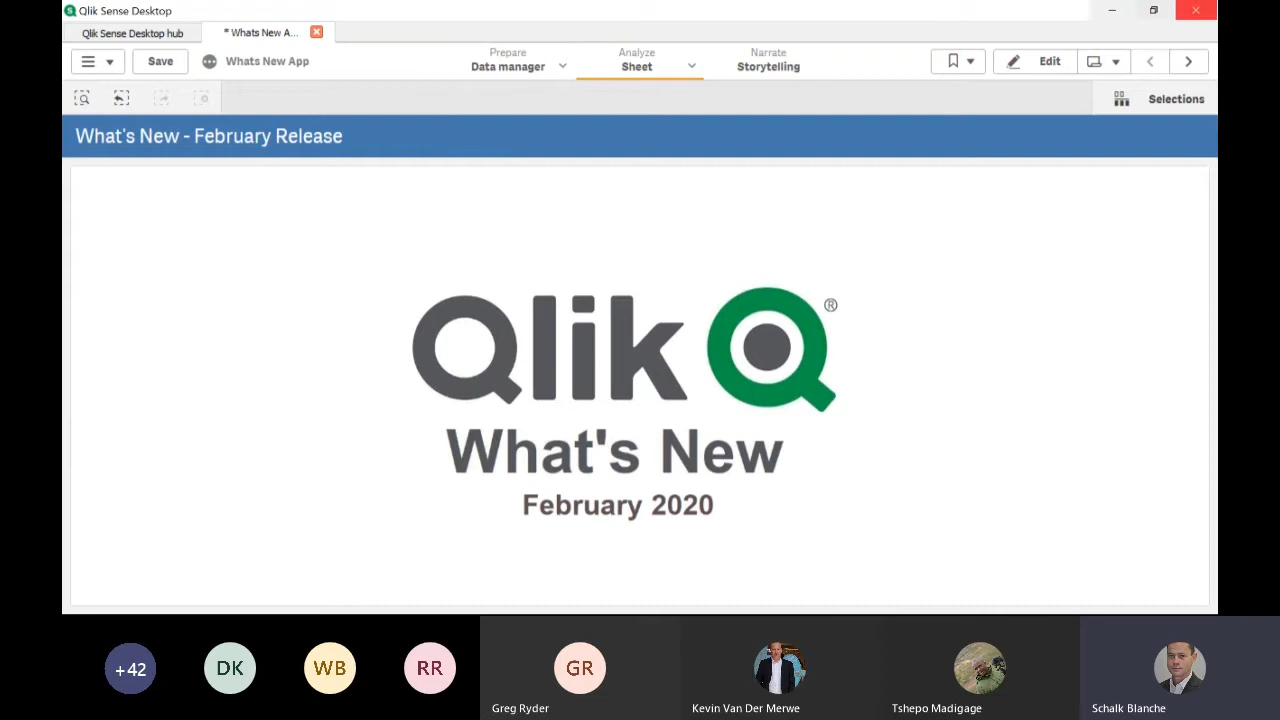 Qlik Sense Desktop
Qlik Sense Desktop hub
* Whats New A...
Save
Whats New App
Prepare
Data manager
Analyze
Sheet
Narrate
Storytelling
Edit
Selections
What's New - February Release
Qlik ®
What's New
February 2020
+42
DK
WB
RR
GR
Greg Ryder
Kevin Van Der Merwe
Tshepo Madigage
Schalk Blanche